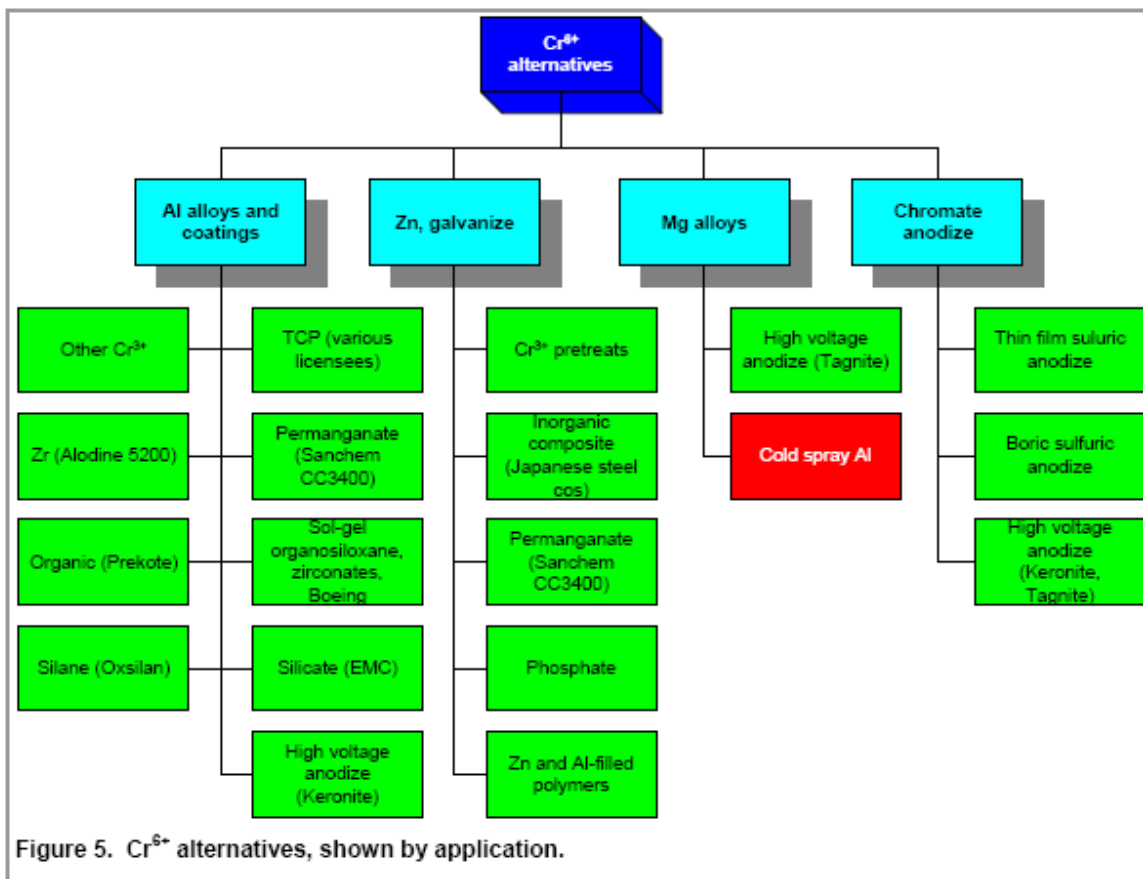 Cr⁶⁺
alternatives
Al alloys and
coatings
Zn, galvanize
Mg alloys
Chromate
anodize
Other Cr³⁺
TCP (various
licensees)
Cr³⁺ pretreats
High voltage
anodize (Tagnite)
Thin film suluric
anodize
Zr (Alodine 5200)
Permanganate
(Sanchem
CC3400)
Inorganic
composite
(Japanese steel
cos)
Cold spray Al
Boric sulfuric
anodize
Organic (Prekote)
Sol-gel
organosiloxane,
zirconates,
Boeing
Permanganate
(Sanchem
CC3400)
High voltage
anodize
(Keronite,
Tagnite)
Silane (Oxsilan)
Silicate (EMC)
Phosphate
High voltage
anodize
(Keronite)
Zn and Al-filled
polymers
Figure 5. Cr⁶⁺ alternatives, shown by application.